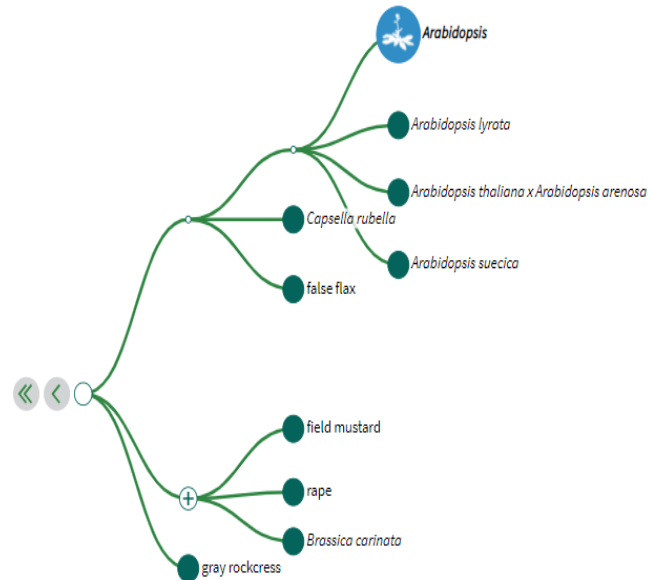 Arabidopsis
Arabidopsis lyrata
Arabidopsis thaliana x Arabidopsis arenosa
Capsella rubella
Arabidopsis suecica
false flax
field mustard
rape
Brassica carinata
gray rockcress